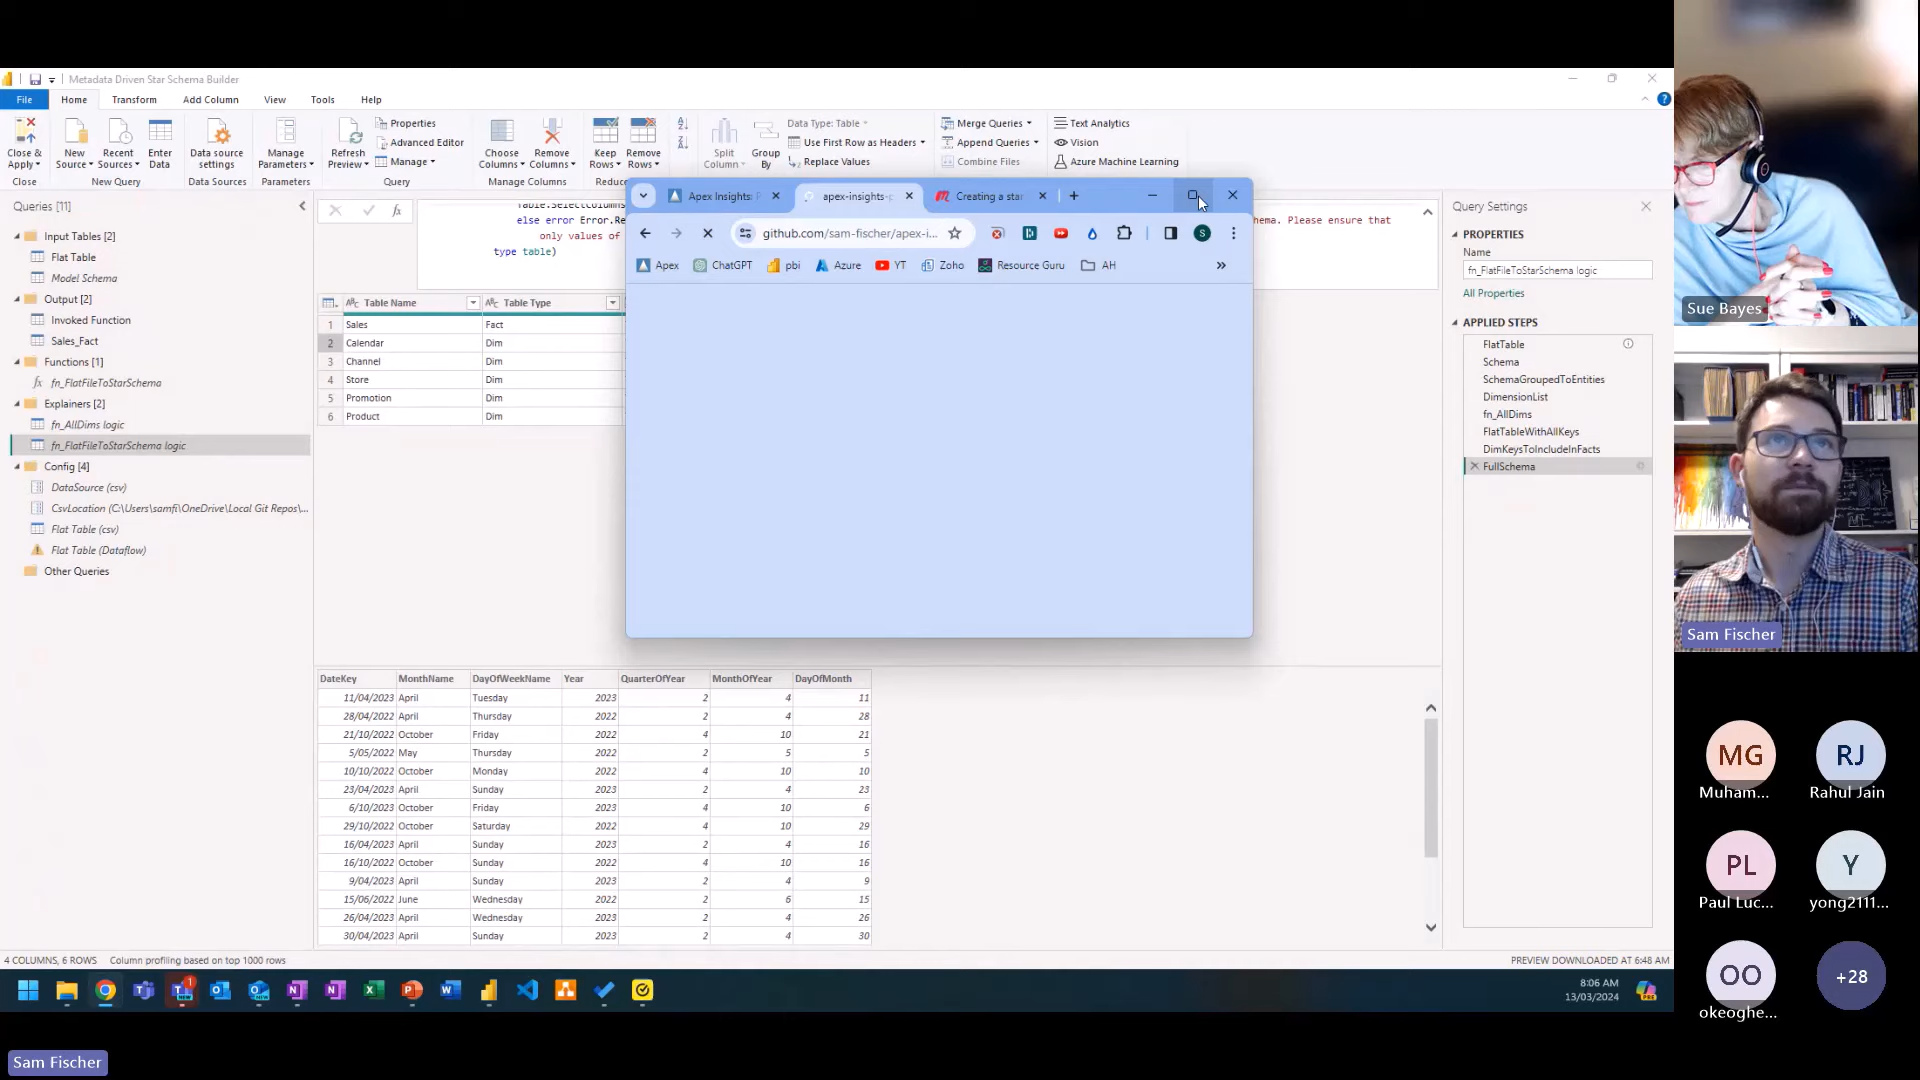 Metadata Driven Star Schema Builder
File Home Transform Add Column View Tools Help
Close & Apply
New Source
Recent Sources
Enter Data
Data source settings
Manage Parameters
Refresh Preview
Properties
Advanced Editor
Manage
Choose Columns
Remove Columns
Keep Rows
Remove Rows
Split Column
Group By
Data Type: Table
Use First Row as Headers
Replace Values
Merge Queries
Append Queries
Combine Files
Text Analytics
Vision
Azure Machine Learning
Close
New Query
Data Sources
Parameters
Query
Manage Columns
Reduce
Queries [11]
Input Tables [2]
Flat Table
Model Schema
Output [2]
Invoked Function
Sales_Fact
Functions [1]
fx fn_FlatFileToStarSchema
Explainers [2]
fn_AllDims logic
fn_FlatFileToStarSchema logic
Config [4]
DataSource (csv)
CsvLocation (C:\Users\samfi\OneDrive\Local Git Repos\...
Flat Table (csv)
Flat Table (Dataflow)
Other Queries
fx
Table.SelectColumns
else error Error.Re
hema. Please ensure that
only values of
type table)
Table Name Table Type
1 Sales Fact
2 Calendar Dim
3 Channel Dim
4 Store Dim
5 Promotion Dim
6 Product Dim
Apex Insights: P
apex-insights-p
Creating a star
github.com/sam-fischer/apex-i...
S
Apex ChatGPT pbi Azure YT Zoho Resource Guru AH
Query Settings
PROPERTIES
Name
fn_FlatFileToStarSchema logic
All Properties
APPLIED STEPS
FlatTable
Schema
SchemaGroupedToEntities
DimensionList
fn_AllDims
FlatTableWithAllKeys
DimKeysToIncludeInFacts
FullSchema
DateKey MonthName DayOfWeekName Year QuarterOfYear MonthOfYear DayOfMonth
11/04/2023 April Tuesday 2023 2 4 11
28/04/2022 April Thursday 2022 2 4 28
21/10/2022 October Friday 2022 4 10 21
5/05/2022 May Thursday 2022 2 5 5
10/10/2022 October Monday 2022 4 10 10
23/04/2023 April Sunday 2023 2 4 23
6/10/2023 October Friday 2023 4 10 6
29/10/2022 October Saturday 2022 4 10 29
16/04/2023 April Sunday 2023 2 4 16
16/10/2022 October Sunday 2022 4 10 16
9/04/2023 April Sunday 2023 2 4 9
15/06/2022 June Wednesday 2022 2 6 15
26/04/2023 April Wednesday 2023 2 4 26
30/04/2023 April Sunday 2023 2 4 30
4 COLUMNS, 6 ROWS Column profiling based on top 1000 rows
PREVIEW DOWNLOADED AT 6:48 AM
8:06 AM
13/03/2024
Sue Bayes
Sam Fischer
MG
Muham...
RJ
Rahul Jain
PL
Paul Luc...
Y
yong2111...
OO
okeoghe...
+28
Sam Fischer